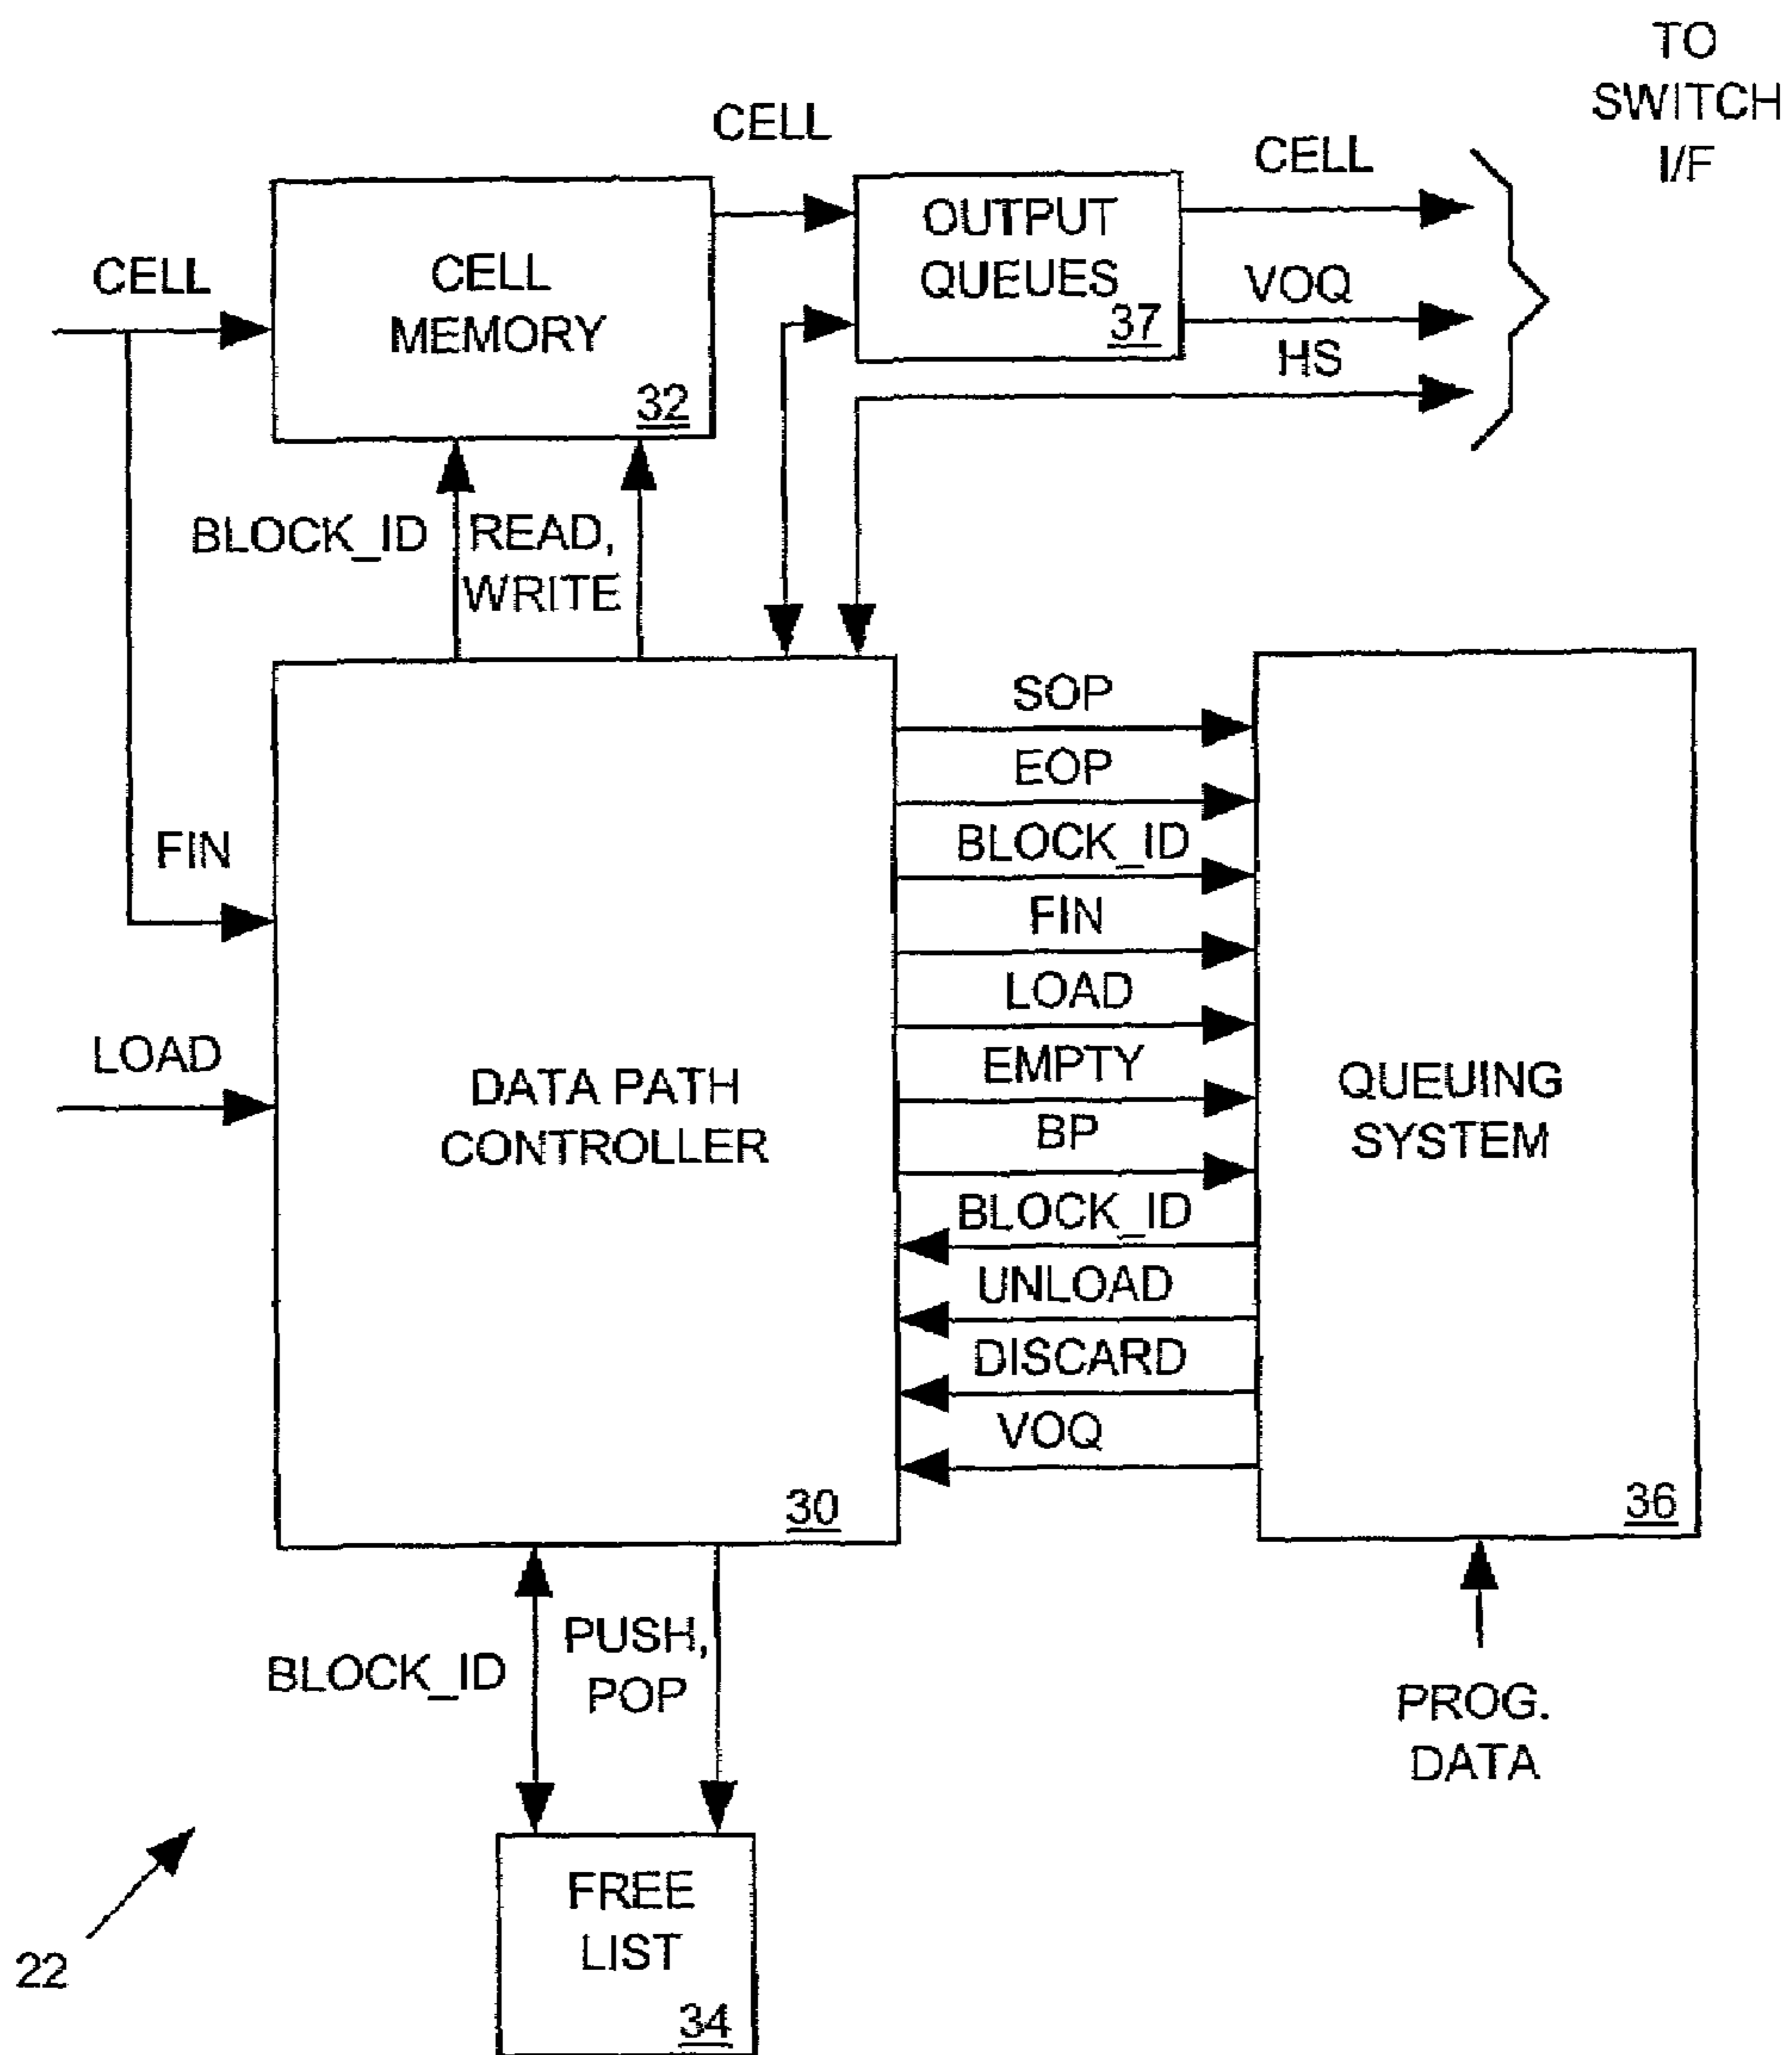 TO
SWITCH
I/F
CELL
CELL
CELL
CELL
MEMORY
32
OUTPUT
QUEUES
37
VOQ
HS
BLOCK_ID
READ,
WRITE
FIN
LOAD
DATA PATH
CONTROLLER
30
SOP
EOP
BLOCK_ID
FIN
LOAD
EMPTY
BP
BLOCK_ID
UNLOAD
DISCARD
VOQ
QUEUING
SYSTEM
36
BLOCK_ID
PUSH,
POP
PROG.
DATA
FREE
LIST
34
22